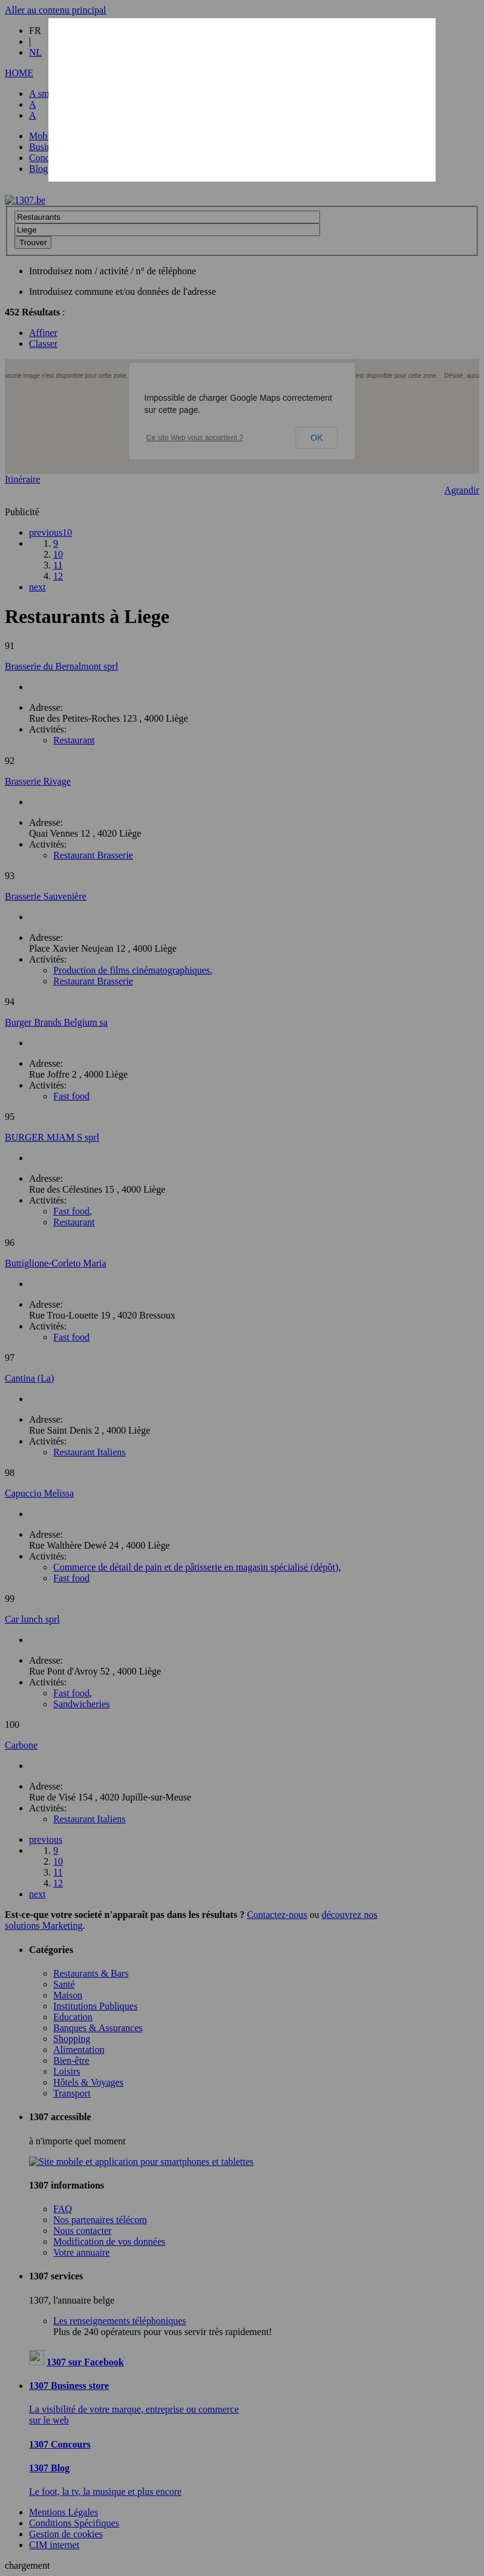 Aller au contenu principal
FR
|
NL
HOME
A
A
A
Blog
1307.be
Restaurants
Liege
Trouver
Introduisez nom / activité / n° de téléphone
Introduisez commune et/ou données de l'adresse
452 Résultats :
Affiner
Classer
aucune image n'est disponible pour cette zone.
est disponible pour cette zone. Désolé, aucu
Impossible de charger Google Maps correctement
sur cette page.
Ce site Web vous appartient ?
OK
Itinéraire
Agrandir
Publicité
previous10
1. 9
2. 10
3. 11
4. 12
next
Restaurants à Liege
91
Brasserie du Bernalmont sprl
Adresse:
Rue des Petites-Roches 123 , 4000 Liège
Activités:
Restaurant
92
Brasserie Rivage
Adresse:
Quai Vennes 12 , 4020 Liège
Activités:
Restaurant Brasserie
93
Brasserie Sauvenière
Adresse:
Place Xavier Neujean 12 , 4000 Liège
Activités:
Production de films cinématographiques,
Restaurant Brasserie
94
Burger Brands Belgium sa
Adresse:
Rue Joffre 2 , 4000 Liège
Activités:
Fast food
95
BURGER MJAM S sprl
Adresse:
Rue des Célestines 15 , 4000 Liège
Activités:
Fast food,
Restaurant
96
Buttiglione-Corleto Maria
Adresse:
Rue Trou-Louette 19 , 4020 Bressoux
Activités:
Fast food
97
Cantina (La)
Adresse:
Rue Saint Denis 2 , 4000 Liège
Activités:
Restaurant Italiens
98
Capuccio Melissa
Adresse:
Rue Walthère Dewé 24 , 4000 Liège
Activités:
Commerce de détail de pain et de pâtisserie en magasin spécialisé (dépôt),
Fast food
99
Car lunch sprl
Adresse:
Rue Pont d'Avroy 52 , 4000 Liège
Activités:
Fast food,
Sandwicheries
100
Carbone
Adresse:
Rue de Visé 154 , 4020 Jupille-sur-Meuse
Activités:
Restaurant Italiens
previous
1. 9
2. 10
3. 11
4. 12
next
Est-ce-que votre societé n'apparaît pas dans les résultats ? Contactez-nous ou découvrez nos
solutions Marketing.
Catégories
Restaurants & Bars
Santé
Maison
Institutions Publiques
Education
Banques & Assurances
Shopping
Alimentation
Bien-être
Loisirs
Hôtels & Voyages
Transport
1307 accessible
à n'importe quel moment
Site mobile et application pour smartphones et tablettes
1307 informations
FAQ
Nos partenaires télécom
Nous contacter
Modification de vos données
Votre annuaire
1307 services
1307, l'annuaire belge
Les renseignements téléphoniques
Plus de 240 opérateurs pour vous servir très rapidement!
1307 sur Facebook
1307 Business store
La visibilité de votre marque, entreprise ou commerce
sur le web
1307 Concours
1307 Blog
Le foot, la tv, la musique et plus encore
Mentions Légales
Conditions Spécifiques
Gestion de cookies
CIM internet
chargement